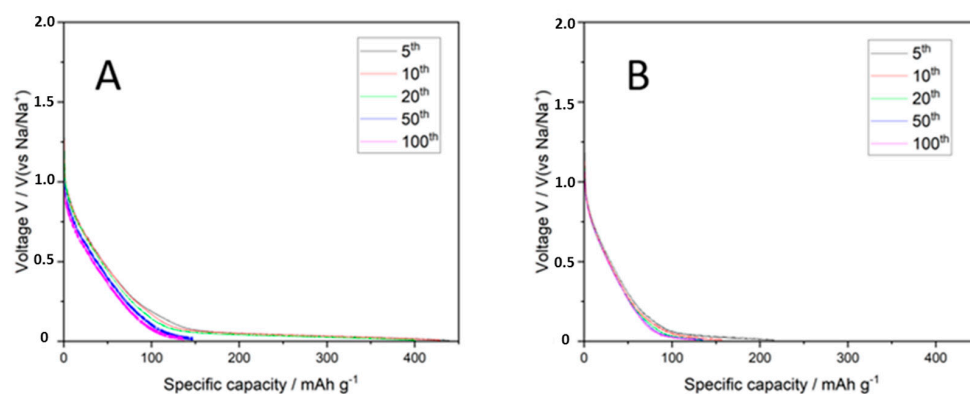 A
5th
10th
20th
50th
100th
2.0
1.5
1.0
0.5
0
Voltage V / V(vs Na/Na+)
0
100
200
300
400
Specific capacity / mAh g-1
B
5th
10th
20th
50th
100th
2.0
1.5
1.0
0.5
0
Voltage V / V(vs Na/Na+)
0
100
200
300
400
Specific capacity / mAh g-1